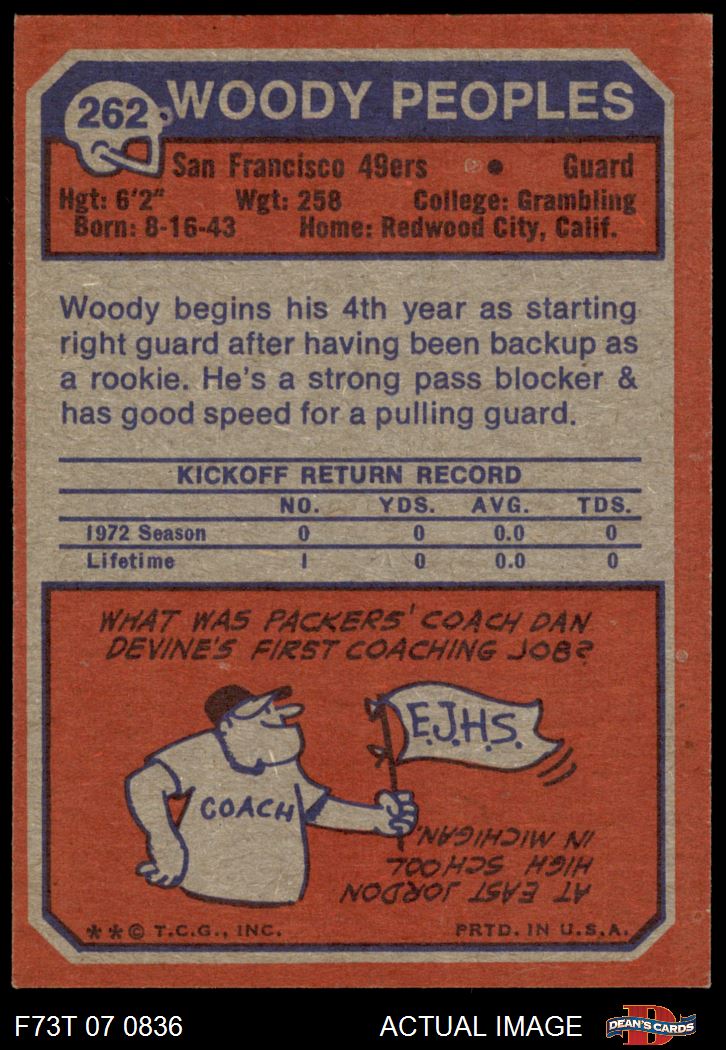 262 WOODY PEOPLES
San Francisco 49ers • Guard
Hgt: 6'2" Wgt: 258 College: Grambling
Born: 8-16-43 Home: Redwood City, Calif.
Woody begins his 4th year as starting
right guard after having been backup as
a rookie. He's a strong pass blocker &
has good speed for a pulling guard.
KICKOFF RETURN RECORD
NO. YDS. AVG. TDS.
1972 Season 0 0 0.0 0
Lifetime 1 0 0.0 0
WHAT WAS PACKERS' COACH DAN
DEVINE'S FIRST COACHING JOB?
E.J.H.S.
COACH
AT EAST JORDON
HIGH SCHOOL
IN MICHIGAN.
**© T.C.G., INC. PRTD. IN U.S.A.
F73T 07 0836 ACTUAL IMAGE DEAN'S CARDS